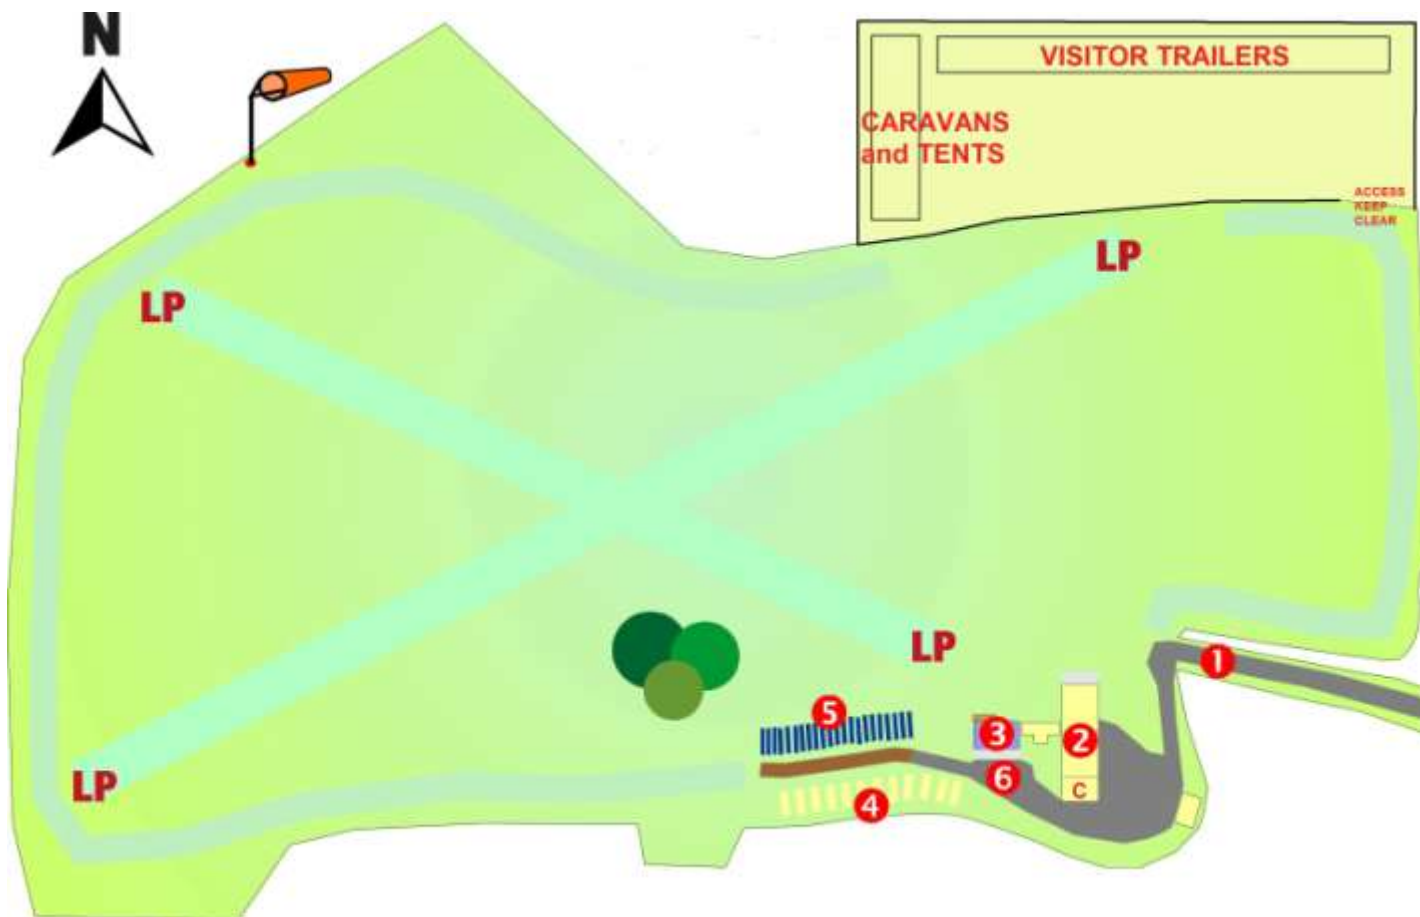 N
VISITOR TRAILERS
CARAVANS
and TENTS
ACCESS
KEEP
CLEAR
LP
LP
LP
LP
1
5
3
2
6
C
4